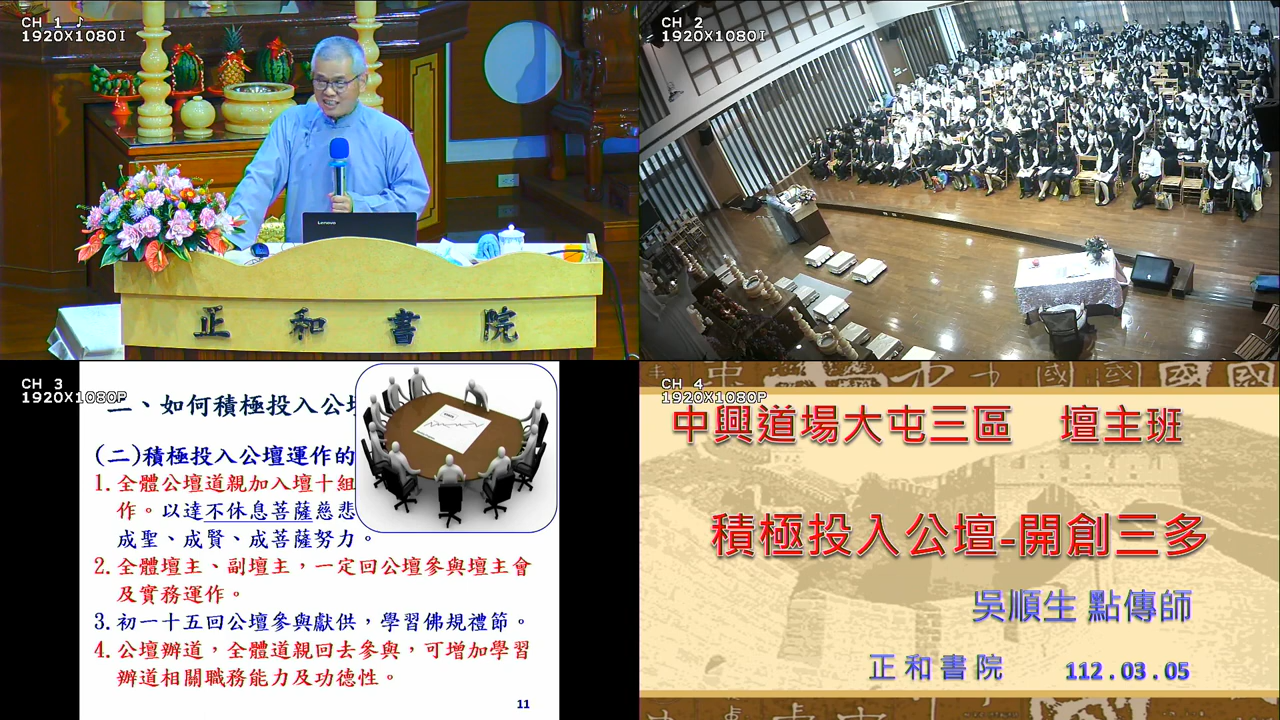 CH 1 ♪
1920X1080I
Lenovo
正和書院
CH 2
1920X1080I
CH 3
1920X1080P
二、如何積極投入公
(二)積極投入公壇運作的
1. 全體公壇道親加入壇十組
作。以達不休息菩薩慈悲
成聖、成賢、成菩薩努力。
2. 全體壇主、副壇主，一定回公壇參與壇主會
及實務運作。
3. 初一十五回公壇參與獻供，學習佛規禮節。
4. 公壇辦道，全體道親回去參與，可增加學習
辦道相關職務能力及功德性。
11
CH 4
1920X1080P
中興道場大屯三區 壇主班
積極投入公壇-開創三多
吳順生 點傳師
正和書院 112.03.05